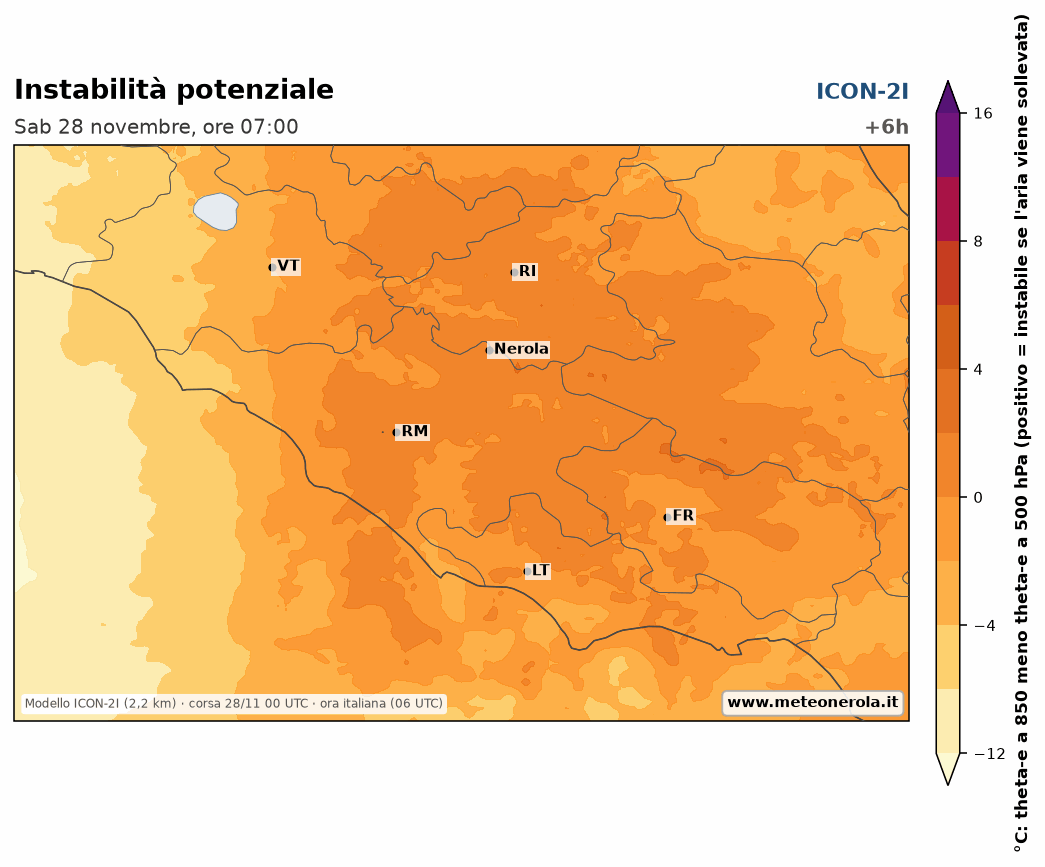 Instabilità potenziale
ICON-2I
Sab 28 novembre, ore 07:00
+6h
VT
RI
Nerola
RM
FR
LT
Modello ICON-2I (2,2 km) · corsa 28/11 00 UTC · ora italiana (06 UTC)
www.meteonerola.it
16
8
4
0
−4
−12
°C: theta-e a 850 meno theta-e a 500 hPa (positivo = instabile se l'aria viene sollevata)